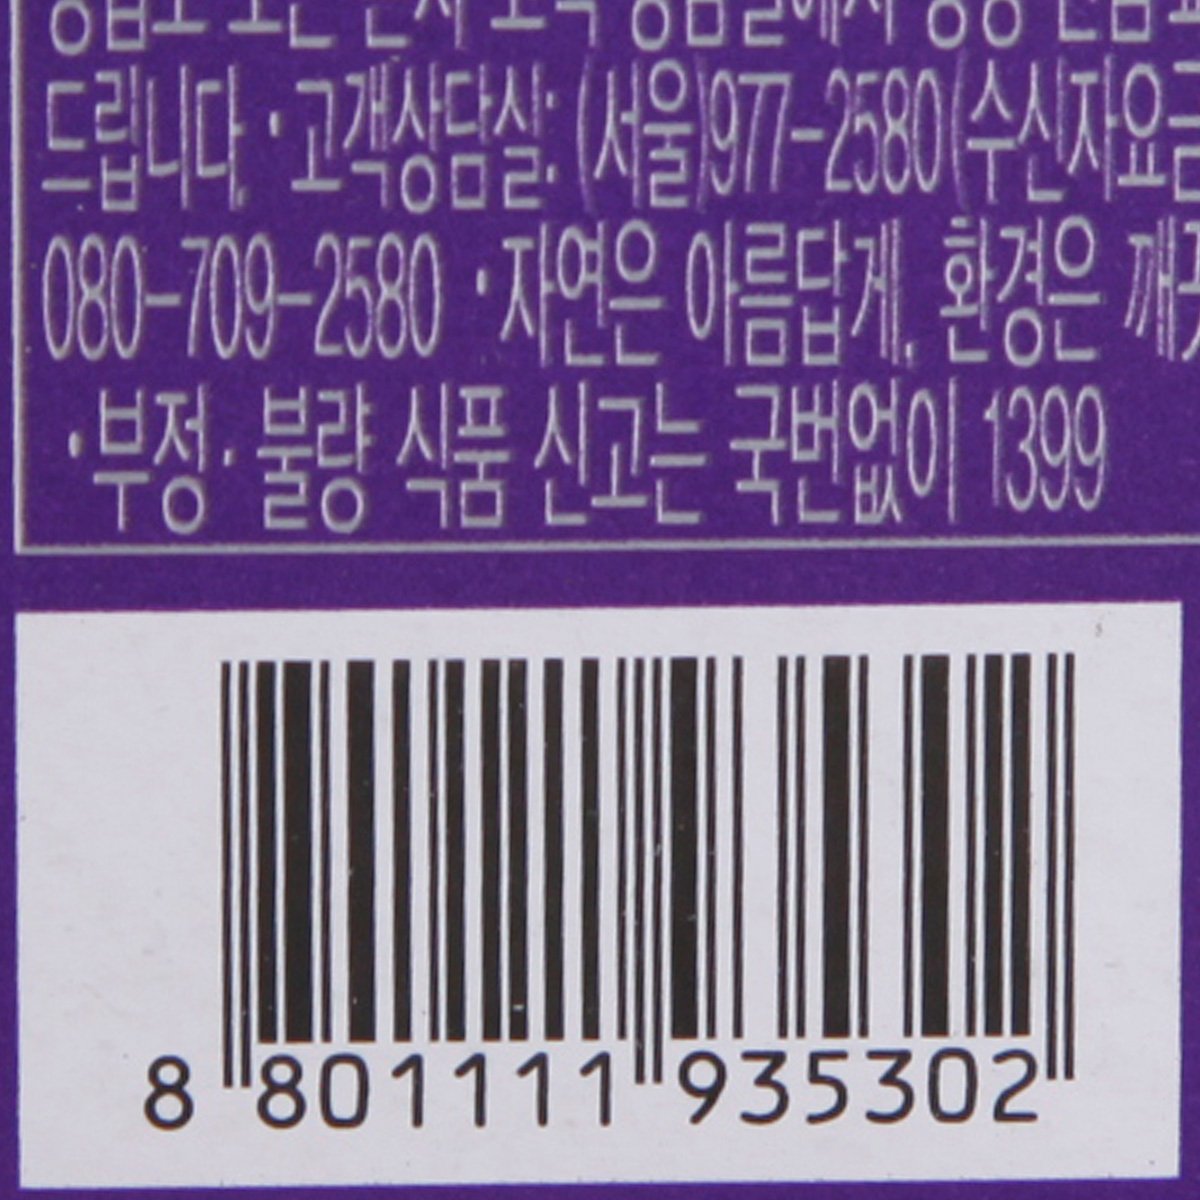 드립니다. ·고객상담실: (서울)977-2580(수신자요금
080-709-2580 ·자연은 아름답게, 환경은
·부정·불량 식품 신고는 국번없이 1399
8 801111 935302